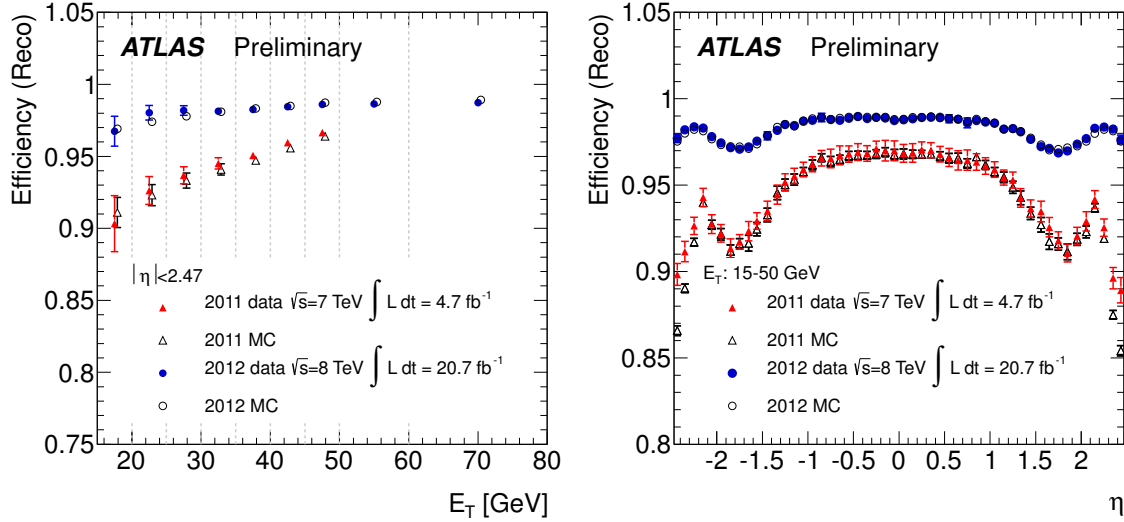 ATLAS Preliminary
Efficiency (Reco)
1.05
1
0.95
0.9
0.85
0.8
0.75
|η|<2.47
2011 data √s=7 TeV ∫ L dt = 4.7 fb⁻¹
2011 MC
2012 data √s=8 TeV ∫ L dt = 20.7 fb⁻¹
2012 MC
20 30 40 50 60 70 80
E_T [GeV]
ATLAS Preliminary
Efficiency (Reco)
1.05
1
0.95
0.9
0.85
0.8
E_T: 15-50 GeV
2011 data √s=7 TeV ∫ L dt = 4.7 fb⁻¹
2011 MC
2012 data √s=8 TeV ∫ L dt = 20.7 fb⁻¹
2012 MC
-2 -1.5 -1 -0.5 0 0.5 1 1.5 2
η